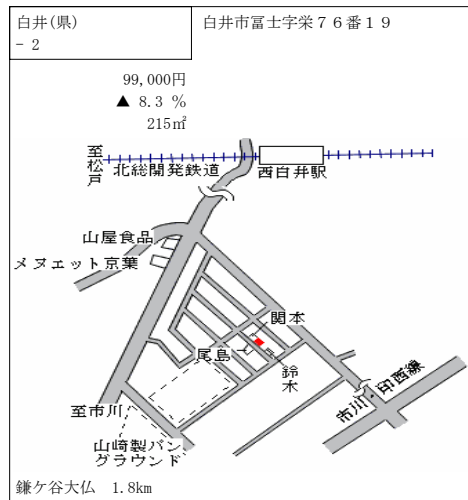 白井(県)
- 2
白井市冨士字栄７６番１９
99,000円
▲ 8.3 %
215㎡
至松戸
北総開発鉄道
西白井駅
山屋食品
メヌエット京葉
関本
尾島
鈴木
市川・印西線
至市川
山崎製パン
グラウンド
鎌ケ谷大仏 1.8km